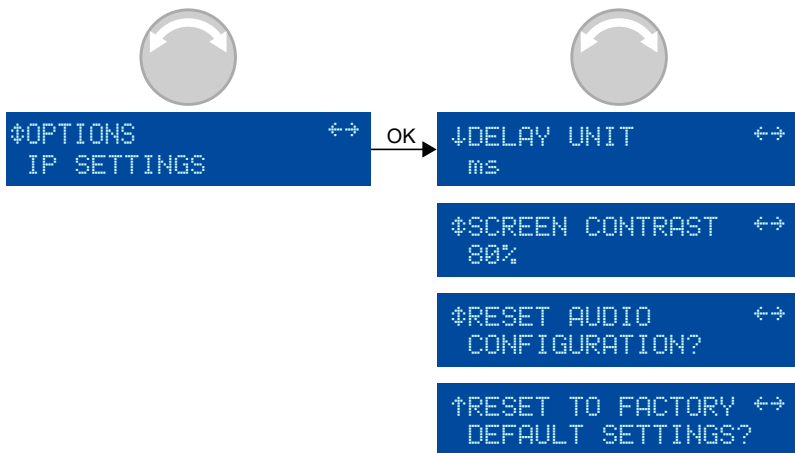 ↕OPTIONS ←→
IP SETTINGS
OK
↓DELAY UNIT ←→
ms
↕SCREEN CONTRAST ←→
80%
↕RESET AUDIO ←→
CONFIGURATION?
↑RESET TO FACTORY ←→
DEFAULT SETTINGS?